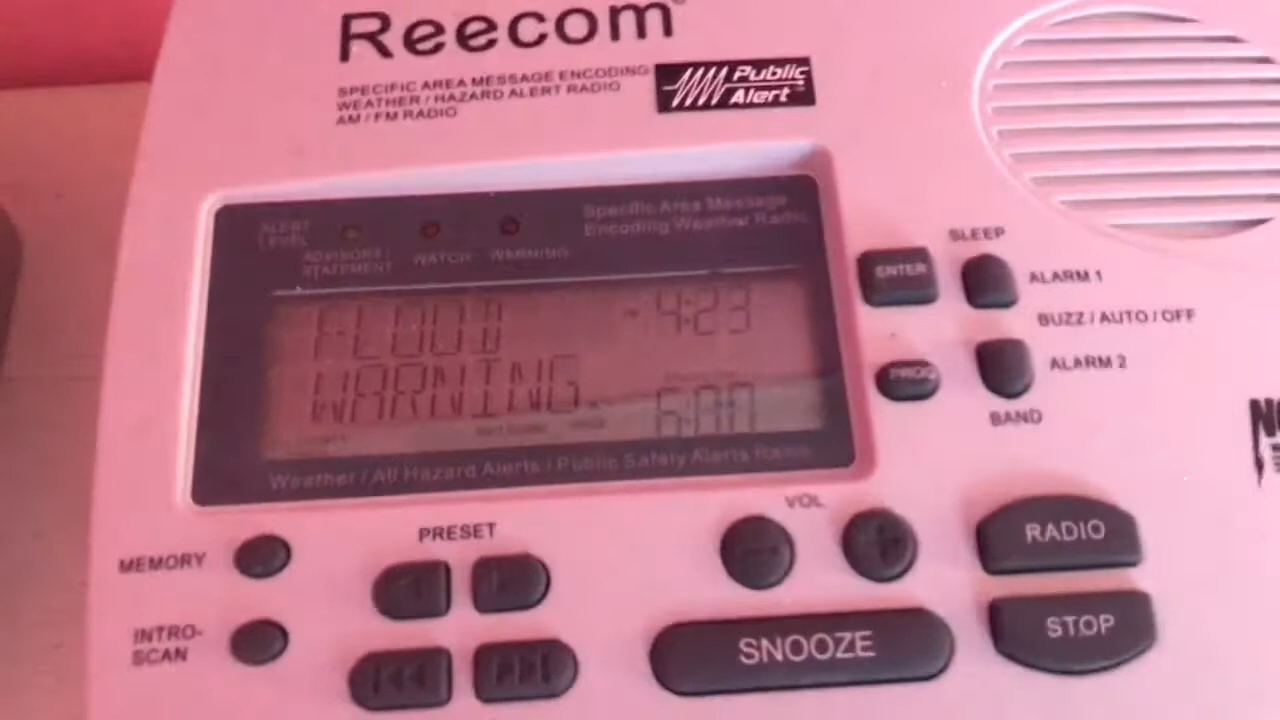 Reecom®
SPECIFIC AREA MESSAGE ENCODING
WEATHER / HAZARD ALERT RADIO
AM / FM RADIO
Public
Alert™
ALERT
LEVEL
ADVISORY /
STATEMENT
WATCH
WARNING
Specific Area Message
Encoding Weather Radio
FLOOD
4:23
WARNING
6:00
Weather / All Hazard Alerts / Public Safety Alerts Radio
ENTER
SLEEP
ALARM 1
BUZZ / AUTO / OFF
PROG
ALARM 2
BAND
MEMORY
PRESET
VOL
RADIO
INTRO-
SCAN
SNOOZE
STOP